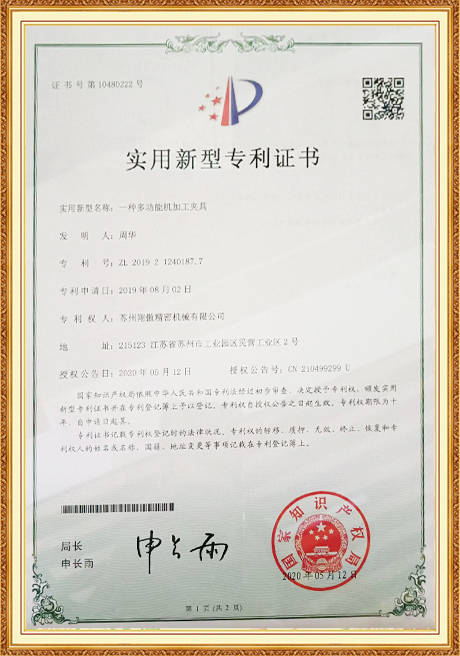 证书号第10480222号
实用新型专利证书
实用新型名称：一种多功能机加工夹具
发明人：周华
专利号：ZL 2019 2 1240187.7
专利申请日：2019年08月02日
专利权人：苏州翔傲精密机械有限公司
地址：215123 江苏省苏州市工业园区民营工业区2号
授权公告日：2020年05月12日 授权公告号：CN 210499299 U
国家知识产权局依照中华人民共和国专利法经过初步审查，决定授予专利权，颁发实用
新型专利证书并在专利登记簿上予以登记。专利权自授权公告之日起生效。专利权期限为十
年，自申请日起算。
专利证书记载专利权登记时的法律状况。专利权的转移、质押、无效、终止、恢复和专
利权人的姓名或名称、国籍、地址变更等事项记载在专利登记簿上。
局长
申长雨
申长雨
国家知识产权局
2020年05月12日
第1页(共2页)